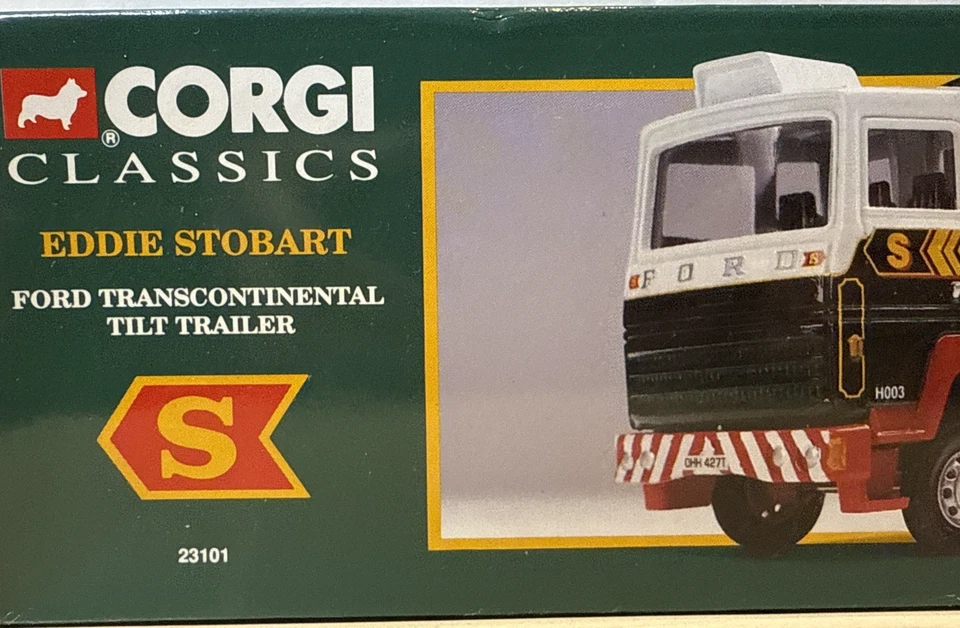 CORGI
®
CLASSICS
EDDIE STOBART
FORD TRANSCONTINENTAL
TILT TRAILER
S
23101
FORD S
S
H003
OHH 427T